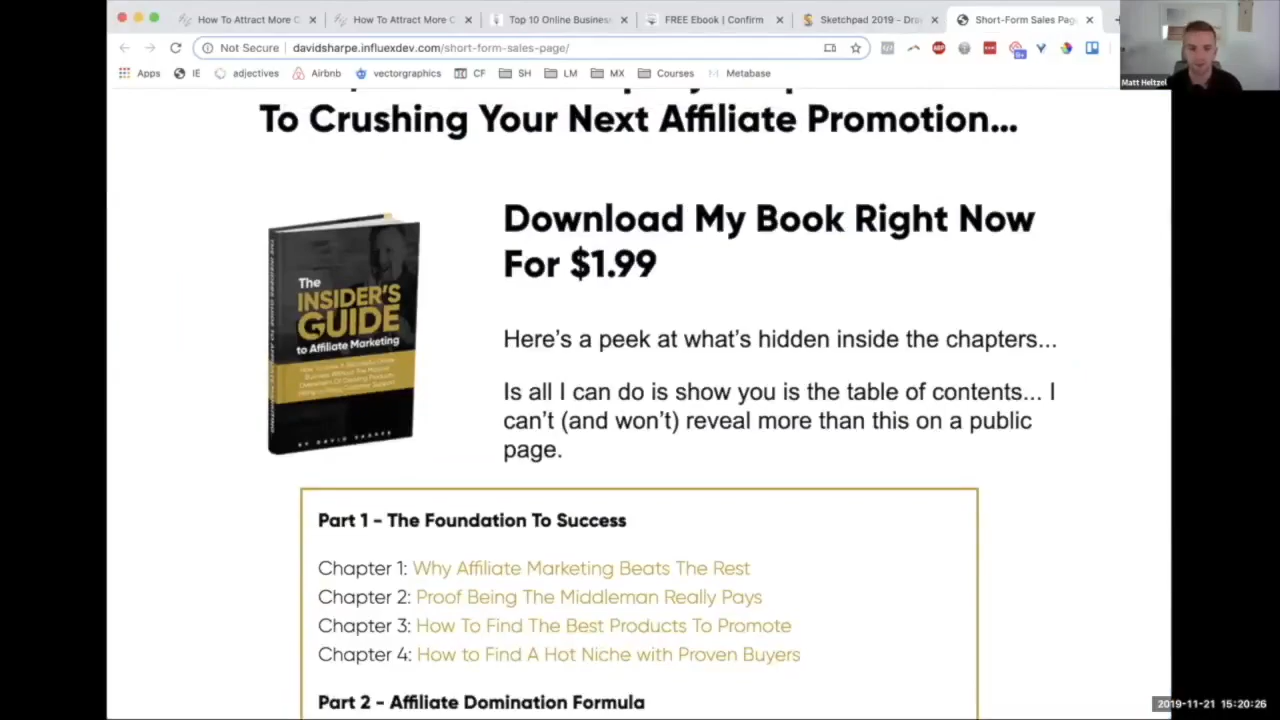 How To Attract More C
How To Attract More C
Top 10 Online Business
FREE Ebook | Confirm
Sketchpad 2019 - Dra
Short-Form Sales Pag
Not Secure
davidsharpe.influexdev.com/short-form-sales-page/
Apps
IE
adjectives
Airbnb
vectorgraphics
CF
SH
LM
MX
Courses
Metabase
Matt Heltzel
To Crushing Your Next Affiliate Promotion...
The
INSIDER'S
GUIDE
to Affiliate Marketing
BY DAVID SHARPE
Download My Book Right Now
For $1.99
Here's a peek at what's hidden inside the chapters...
Is all I can do is show you is the table of contents... I
can't (and won't) reveal more than this on a public
page.
Part 1 - The Foundation To Success
Chapter 1: Why Affiliate Marketing Beats The Rest
Chapter 2: Proof Being The Middleman Really Pays
Chapter 3: How To Find The Best Products To Promote
Chapter 4: How to Find A Hot Niche with Proven Buyers
Part 2 - Affiliate Domination Formula
2019-11-21 15:20:26